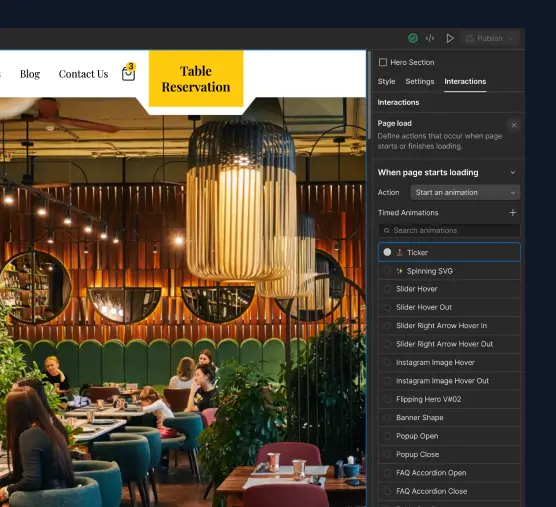 Publish
s
Blog
Contact Us
3
Table
Reservation
Hero Section
Style
Settings
Interactions
Interactions
Page load
Define actions that occur when page
starts or finishes loading.
When page starts loading
Action
Start an animation
Timed Animations
Search animations
Ticker
Spinning SVG
Slider Hover
Slider Hover Out
Slider Right Arrow Hover In
Slider Right Arrow Hover Out
Instagram Image Hover
Instagram Image Hover Out
Flipping Hero V#02
Banner Shape
Popup Open
Popup Close
FAQ Accordion Open
FAQ Accordion Close